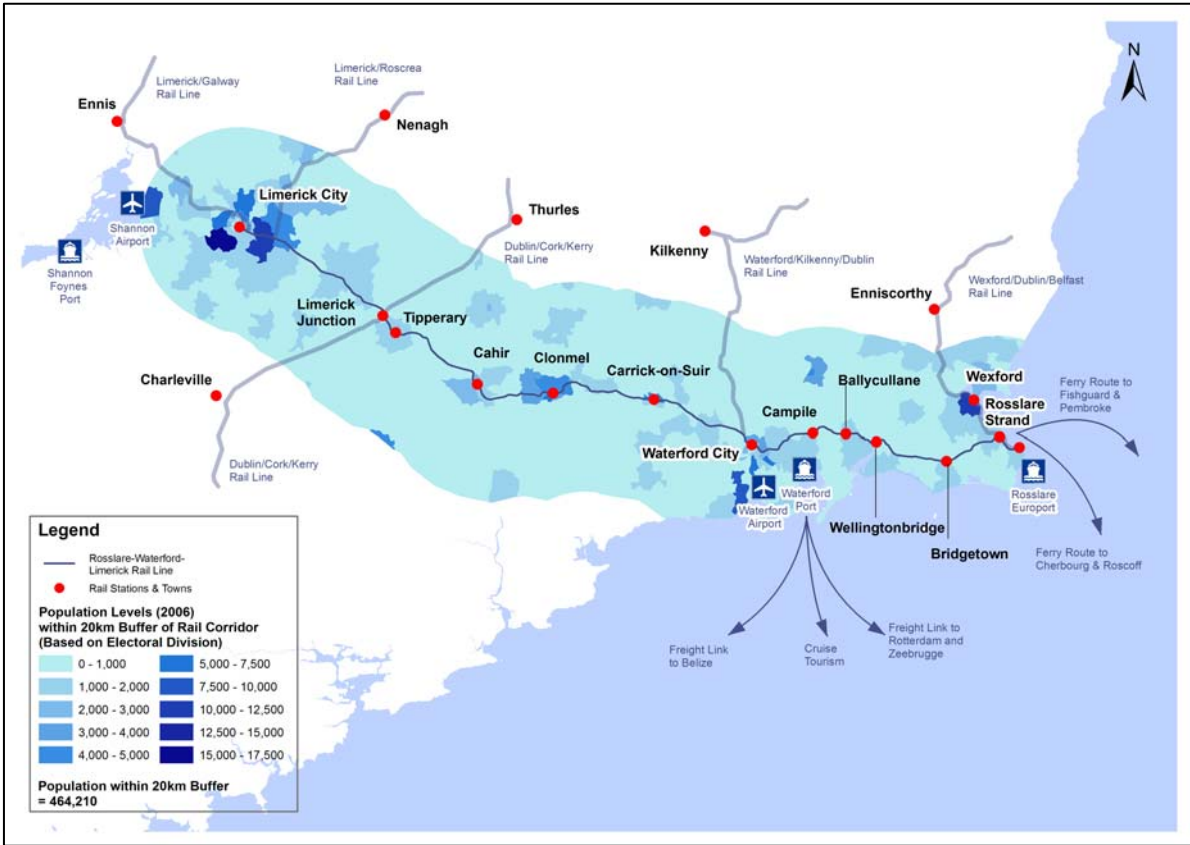 N
Limerick/Galway
Rail Line
Limerick/Roscrea
Rail Line
Ennis
Nenagh
Limerick City
Shannon
Airport
Shannon
Foynes
Port
Thurles
Dublin/Cork/Kerry
Rail Line
Kilkenny
Waterford/Kilkenny/Dublin
Rail Line
Wexford/Dublin/Belfast
Rail Line
Enniscorthy
Limerick
Junction
Tipperary
Cahir
Clonmel
Carrick-on-Suir
Charleville
Dublin/Cork/Kerry
Rail Line
Ballycullane
Wexford
Rosslare
Strand
Campile
Waterford City
Ferry Route to
Fishguard &
Pembroke
Waterford
Airport
Waterford
Port
Rosslare
Europort
Wellingtonbridge
Bridgetown
Ferry Route to
Cherbourg & Roscoff
Freight Link
to Belize
Cruise
Tourism
Freight Link to
Rotterdam and
Zeebrugge
Legend
Rosslare-Waterford-
Limerick Rail Line
Rail Stations & Towns
Population Levels (2006)
within 20km Buffer of Rail Corridor
(Based on Electoral Division)
0 - 1,000
1,000 - 2,000
2,000 - 3,000
3,000 - 4,000
4,000 - 5,000
5,000 - 7,500
7,500 - 10,000
10,000 - 12,500
12,500 - 15,000
15,000 - 17,500
Population within 20km Buffer
= 464,210